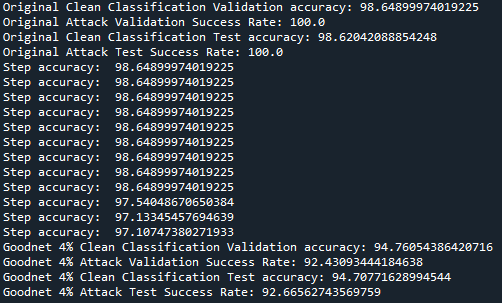 Original Clean Classification Validation accuracy: 98.64899974019225
Original Attack Validation Success Rate: 100.0
Original Clean Classification Test accuracy: 98.62042088854248
Original Attack Test Success Rate: 100.0
Step accuracy:  98.64899974019225
Step accuracy:  98.64899974019225
Step accuracy:  98.64899974019225
Step accuracy:  98.64899974019225
Step accuracy:  98.64899974019225
Step accuracy:  98.64899974019225
Step accuracy:  98.64899974019225
Step accuracy:  98.64899974019225
Step accuracy:  98.64899974019225
Step accuracy:  97.54048670650384
Step accuracy:  97.13345457694639
Step accuracy:  97.10747380271933
Goodnet 4% Clean Classification Validation accuracy: 94.76054386420716
Goodnet 4% Attack Validation Success Rate: 92.43093444184638
Goodnet 4% Clean Classification Test accuracy: 94.70771628994544
Goodnet 4% Attack Test Success Rate: 92.66562743569759